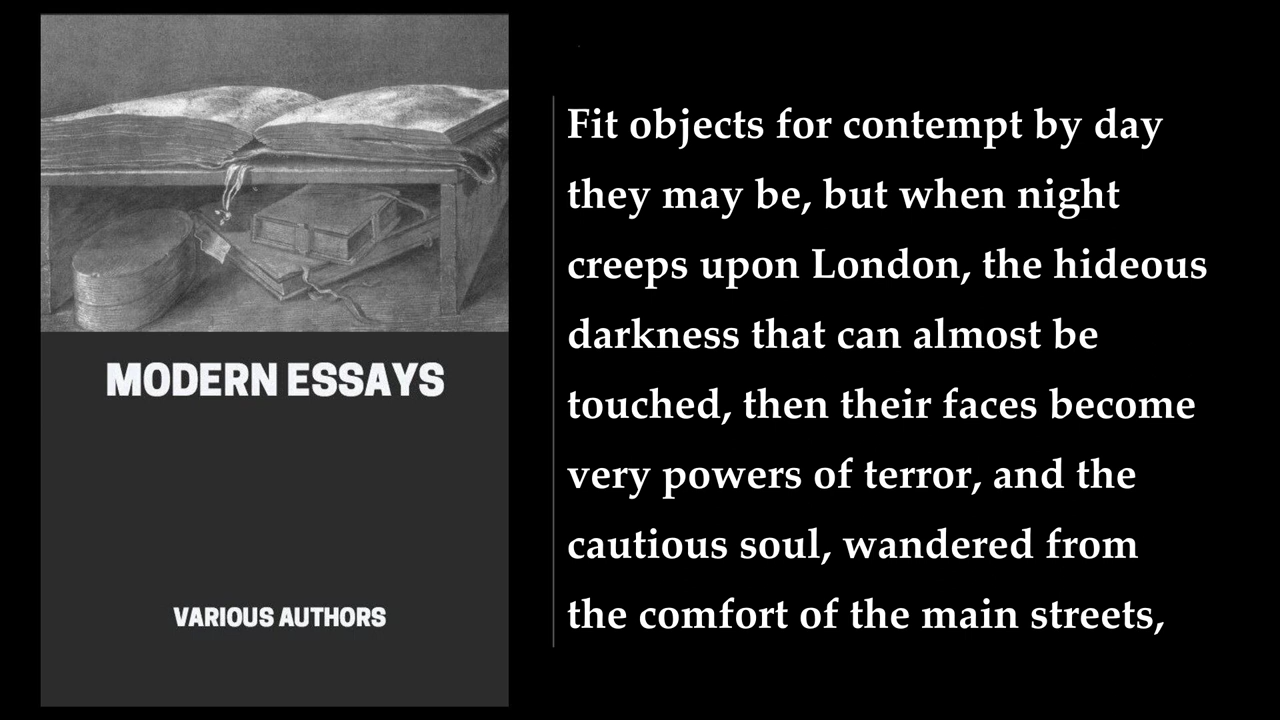 MODERN ESSAYS
VARIOUS AUTHORS
Fit objects for contempt by day
they may be, but when night
creeps upon London, the hideous
darkness that can almost be
touched, then their faces become
very powers of terror, and the
cautious soul, wandered from
the comfort of the main streets,